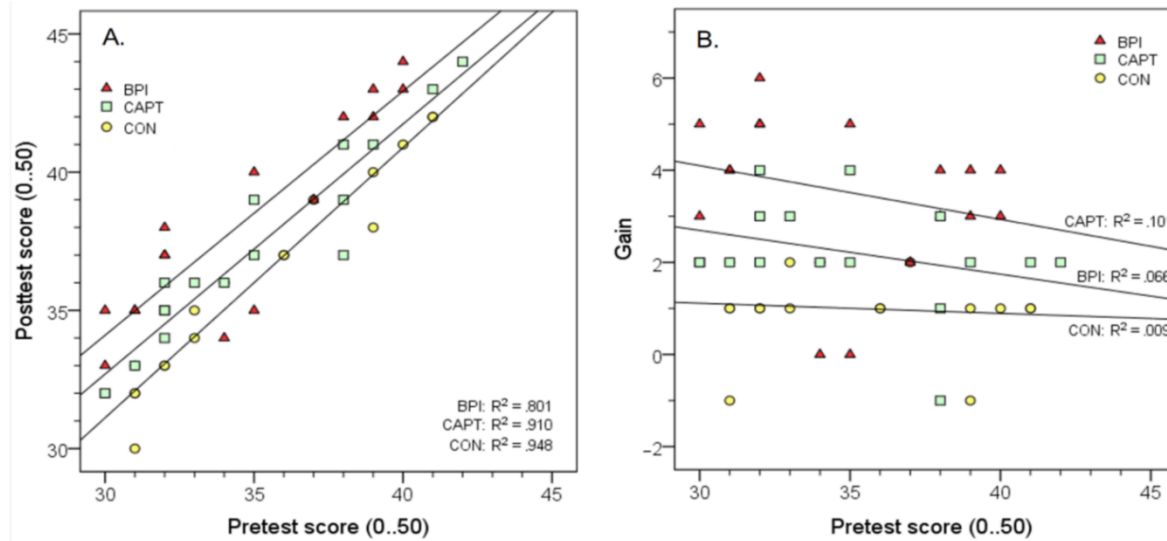 A.
BPI
CAPT
CON
Posttest score (0..50)
45
40
35
30
BPI: R² = .801
CAPT: R² = .910
CON: R² = .948
30 35 40 45
Pretest score (0..50)
B.
BPI
CAPT
CON
Gain
6
4
2
0
−2
CAPT: R² = .10
BPI: R² = .066
CON: R² = .009
30 35 40 45
Pretest score (0..50)